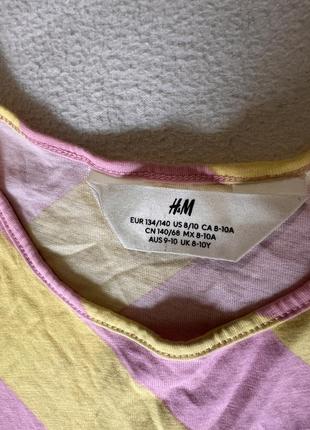 H&M
EUR 134/140 US 8/10 CA 8-10A
CN 140/68 MX 8-10A
AUS 9-10 UK 8-10Y